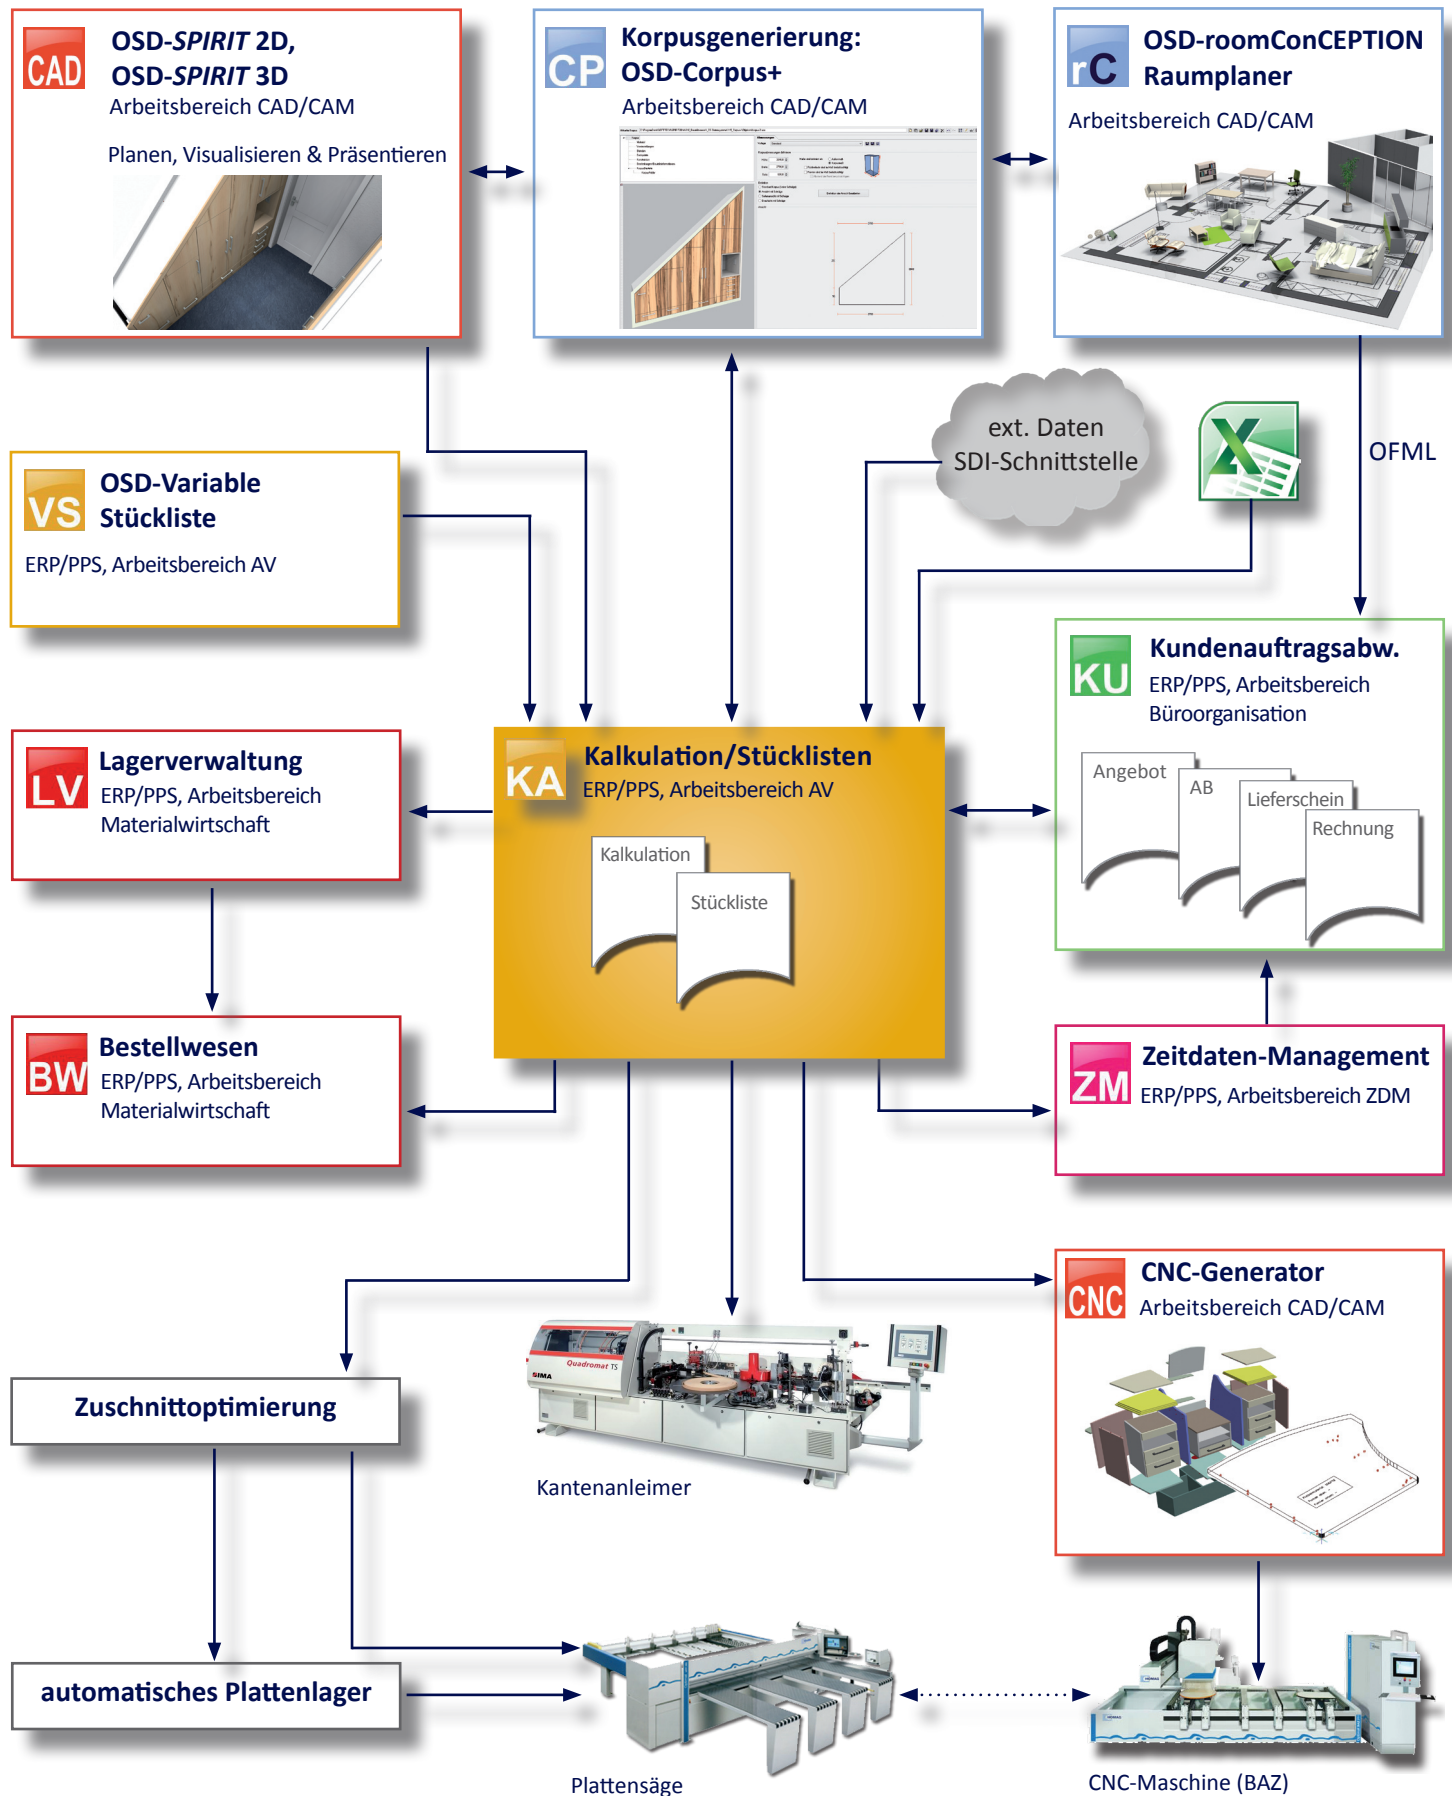 CAD
OSD-SPIRIT 2D,
OSD-SPIRIT 3D
Arbeitsbereich CAD/CAM
Planen, Visualisieren & Präsentieren
CP
Korpusgenerierung:
OSD-Corpus+
Arbeitsbereich CAD/CAM
rC
OSD-roomConCEPTION
Raumplaner
Arbeitsbereich CAD/CAM
ext. Daten
SDI-Schnittstelle
X
OFML
VS
OSD-Variable
Stückliste
ERP/PPS, Arbeitsbereich AV
KU
Kundenauftragsabw.
ERP/PPS, Arbeitsbereich
Büroorganisation
Angebot
AB
Lieferschein
Rechnung
LV
Lagerverwaltung
ERP/PPS, Arbeitsbereich
Materialwirtschaft
KA
Kalkulation/Stücklisten
ERP/PPS, Arbeitsbereich AV
Kalkulation
Stückliste
BW
Bestellwesen
ERP/PPS, Arbeitsbereich
Materialwirtschaft
ZM
Zeitdaten-Management
ERP/PPS, Arbeitsbereich ZDM
CNC
CNC-Generator
Arbeitsbereich CAD/CAM
Quadromat TS
SIMA
Kantenanleimer
Zuschnittoptimierung
automatisches Plattenlager
Plattensäge
HOMAG
HOMAG
CNC-Maschine (BAZ)